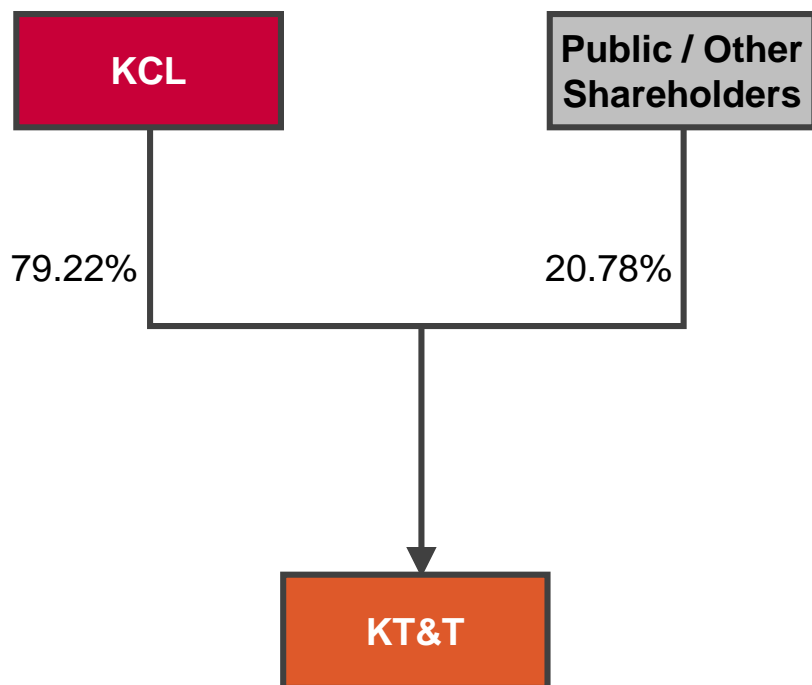 KCL
Public / Other
Shareholders
79.22%
20.78%
KT&T